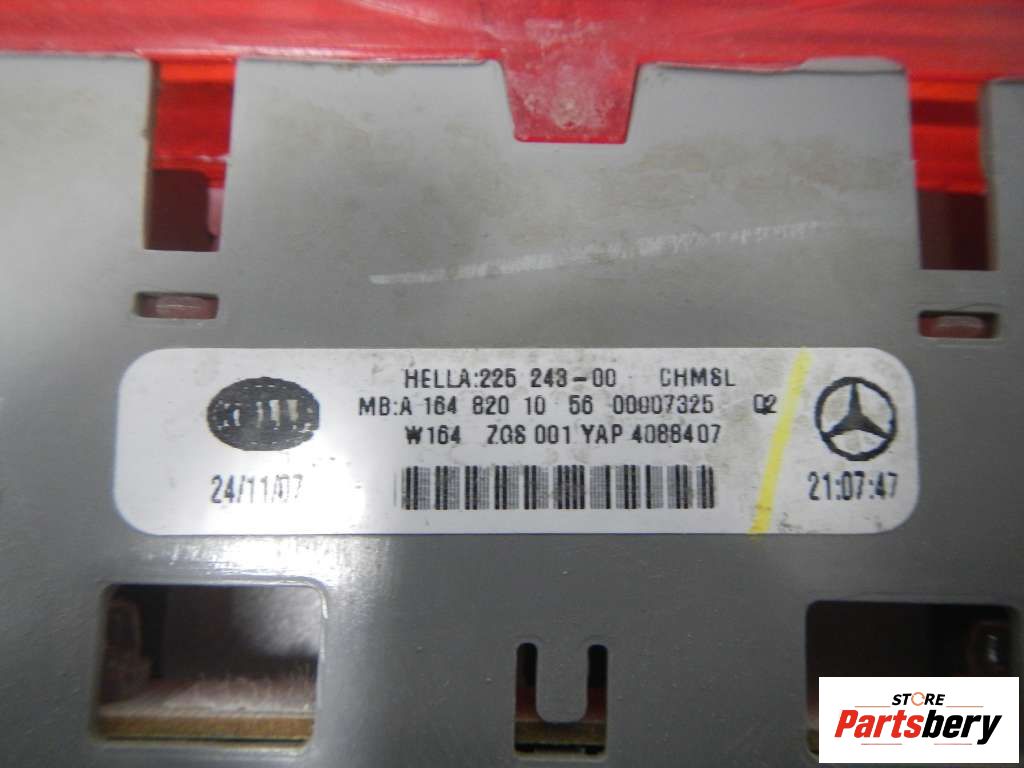 HELLA:225 243-00 CHMSL
MB:A 164 820 10 56 00007325 Q2
W164 ZGS 001 YAP 4088407
24/11/07
21:07:47
STORE
Partsbery